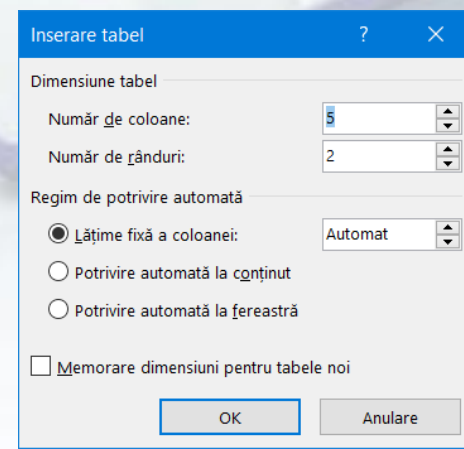 Inserare tabel
Dimensiune tabel
Număr de coloane: 5
Număr de rânduri: 2
Regim de potrivire automată
Lățime fixă a coloanei: Automat
Potrivire automată la conținut
Potrivire automată la fereastră
Memorare dimensiuni pentru tabele noi
OK Anulare